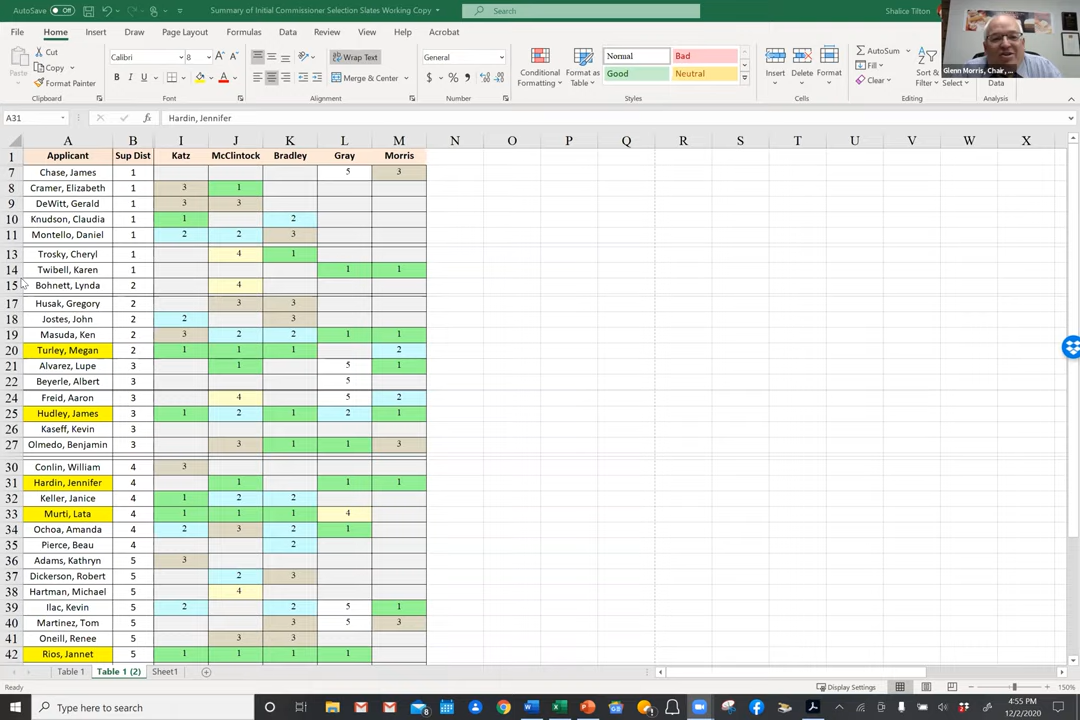 AutoSave Off Summary of Initial Commissioner Selection Slates Working Copy Search Shalice Tilton
File Home Insert Draw Page Layout Formulas Data Review View Help Acrobat
Paste Cut Copy Format Painter Clipboard
Calibri 8 A A B I U A Font
Wrap Text Merge & Center Alignment
General $ % Number
Conditional Formatting Format as Table Normal Bad Good Neutral Styles
Insert Delete Format Cells
AutoSum Fill Clear Sort & Editing Data Analysis
Glenn Morris, Chair, ...
A31 fx Hardin, Jennifer
A B I J K L M N O P Q R S T U V W X
1 Applicant Sup Dist Katz McClintock Bradley Gray Morris
7 Chase, James 1 5 3
8 Cramer, Elizabeth 1 3 1
9 DeWitt, Gerald 1 3 3
10 Knudson, Claudia 1 1 2
11 Montello, Daniel 1 2 2 3
13 Trosky, Cheryl 1 4 1
14 Twibell, Karen 1 1 1
15 Bohnett, Lynda 2 4
17 Husak, Gregory 2 3 3
18 Jostes, John 2 2 3
19 Masuda, Ken 2 3 2 2 1 1
20 Turley, Megan 2 1 1 1 2
21 Alvarez, Lupe 3 1 5 1
22 Beyerle, Albert 3 5
24 Freid, Aaron 3 4 5 2
25 Hudley, James 3 1 2 1 2 1
26 Kaseff, Kevin 3
27 Olmedo, Benjamin 3 3 1 1 3
30 Conlin, William 4 3
31 Hardin, Jennifer 4 1 1 1
32 Keller, Janice 4 1 2 2
33 Murti, Lata 4 1 1 1 4
34 Ochoa, Amanda 4 2 3 2 1
35 Pierce, Beau 4 2
36 Adams, Kathryn 5 3
37 Dickerson, Robert 5 2 3
38 Hartman, Michael 5 4
39 Ilac, Kevin 5 2 2 5 1
40 Martinez, Tom 5 3 5 3
41 Oneill, Renee 5 3 3
42 Rios, Jannet 5 1 1 1 1
Table 1 Table 1 (2) Sheet1
Ready Display Settings 150%
Type here to search 4:55 PM
12/2/2020